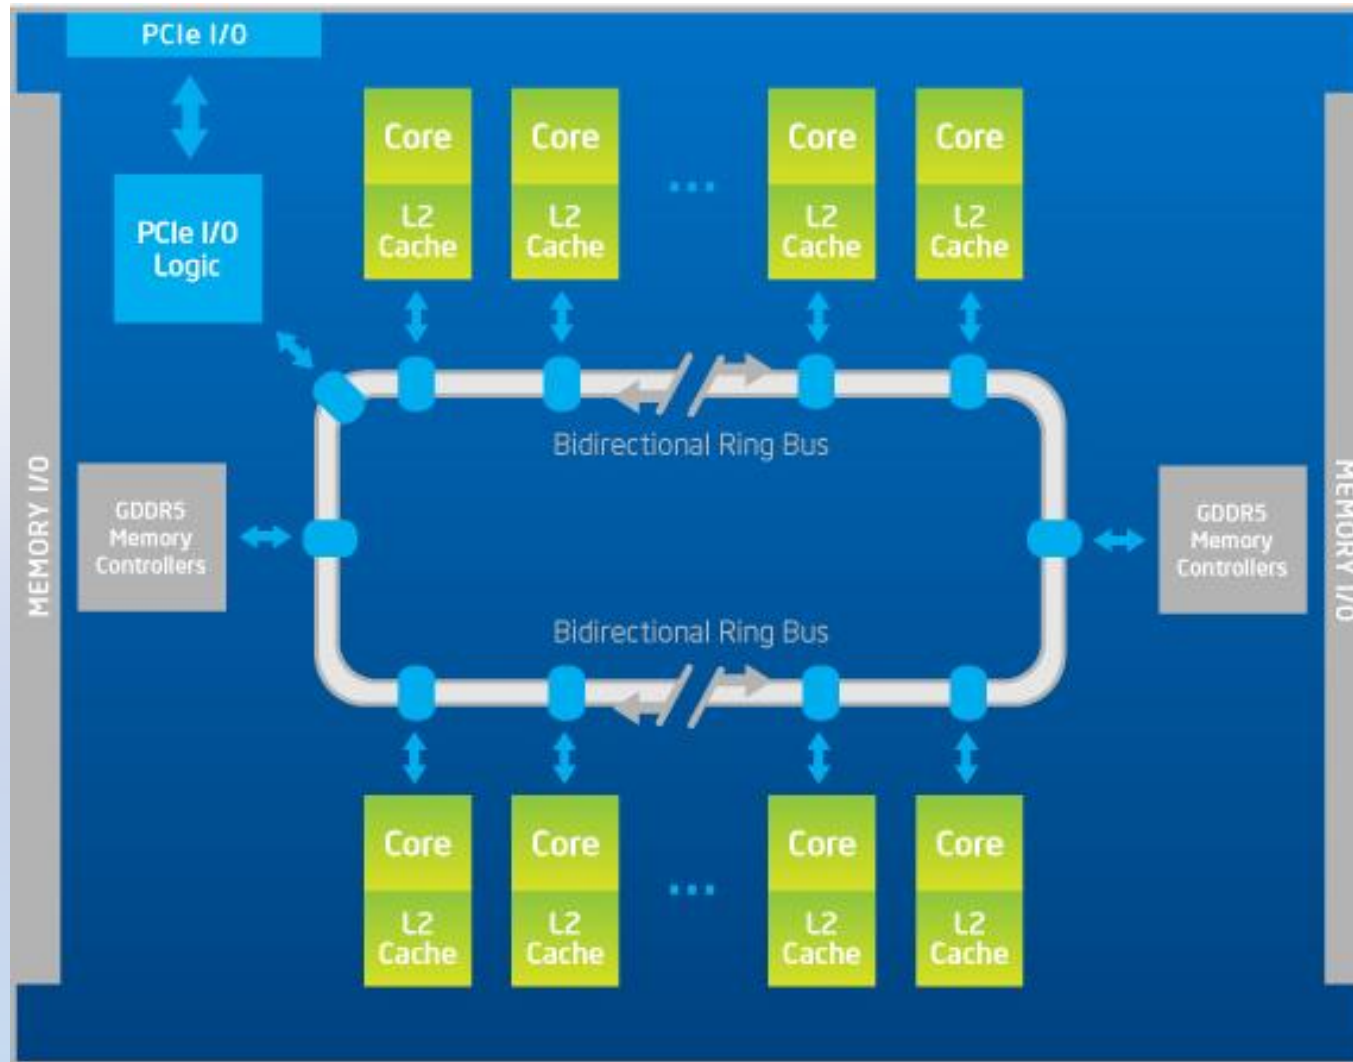 PCIe I/O
PCIe I/O
Logic
Core
L2
Cache
Core
L2
Cache
...
Core
L2
Cache
Core
L2
Cache
Bidirectional Ring Bus
MEMORY I/O
GDDR5
Memory
Controllers
GDDR5
Memory
Controllers
MEMORY I/O
Bidirectional Ring Bus
Core
L2
Cache
Core
L2
Cache
...
Core
L2
Cache
Core
L2
Cache